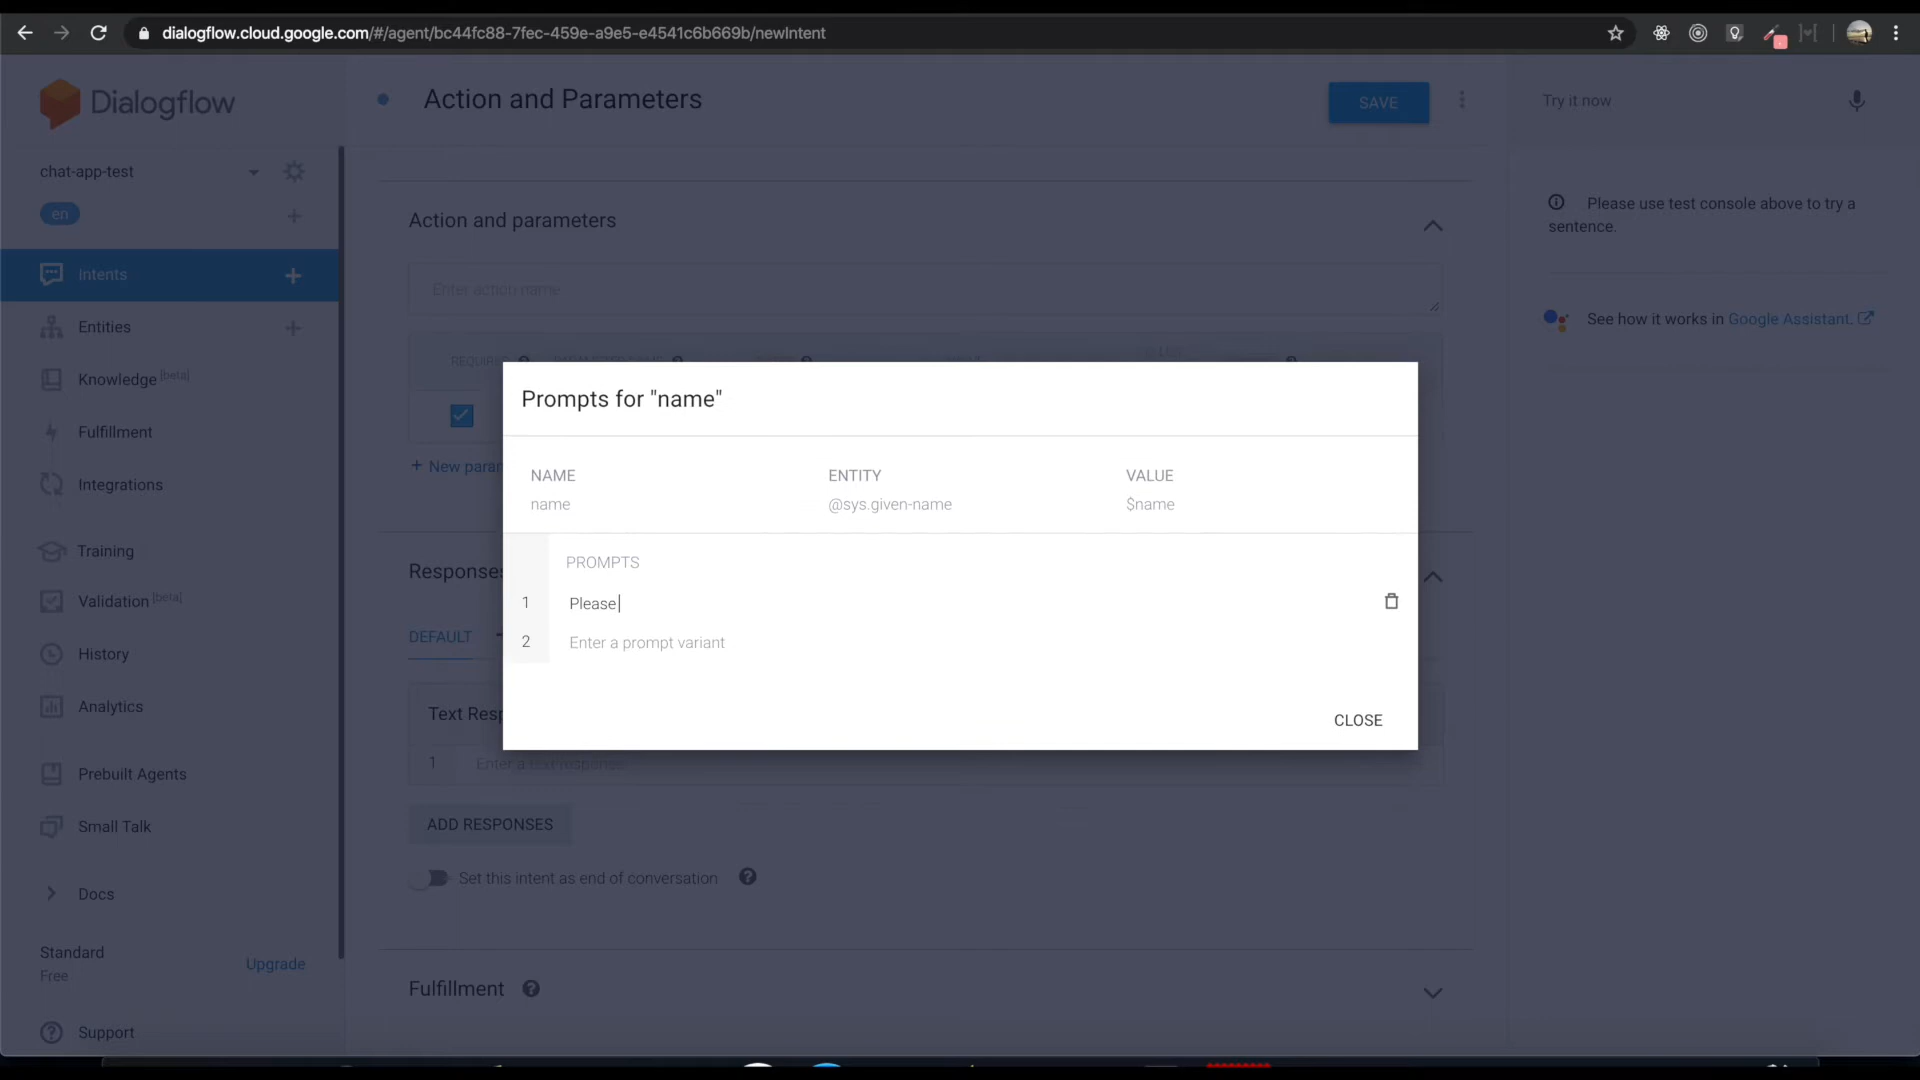 dialogflow.cloud.google.com/#/agent/bc44fc88-7fec-459e-a9e5-e4541c6b669b/newIntent
Dialogflow
Action and Parameters
SAVE
Try it now
chat-app-test
en
Please use test console above to try a
sentence.
Action and parameters
Intents
Enter action name
See how it works in Google Assistant.
Entities
Knowledge [beta]
Prompts for "name"
Fulfillment
+ New parar
NAME
ENTITY
VALUE
name
@sys.given-name
$name
Integrations
Training
Responses
PROMPTS
Validation [beta]
1
Please
DEFAULT
2
Enter a prompt variant
History
Analytics
Text Resp
CLOSE
1
Enter a text response
Prebuilt Agents
Small Talk
ADD RESPONSES
Set this intent as end of conversation
Docs
Standard
Free
Upgrade
Fulfillment
Support